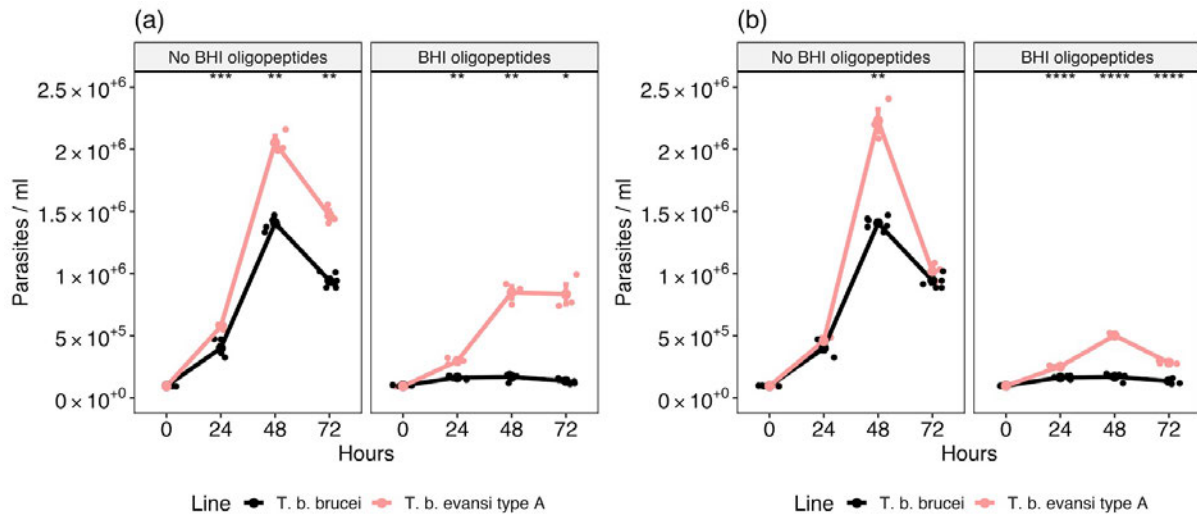 (a)
No BHI oligopeptides
BHI oligopeptides
*** ** **
** ** *
Parasites / ml
2.5 × 10⁺⁶
2 × 10⁺⁶
1.5 × 10⁺⁶
1 × 10⁺⁶
5 × 10⁺⁵
0 × 10⁺⁰
0 24 48 72
0 24 48 72
Hours
Line T. b. brucei T. b. evansi type A
(b)
No BHI oligopeptides
BHI oligopeptides
**
**** **** ****
Parasites / ml
2.5 × 10⁺⁶
2 × 10⁺⁶
1.5 × 10⁺⁶
1 × 10⁺⁶
5 × 10⁺⁵
0 × 10⁺⁰
0 24 48 72
0 24 48 72
Hours
Line T. b. brucei T. b. evansi type A